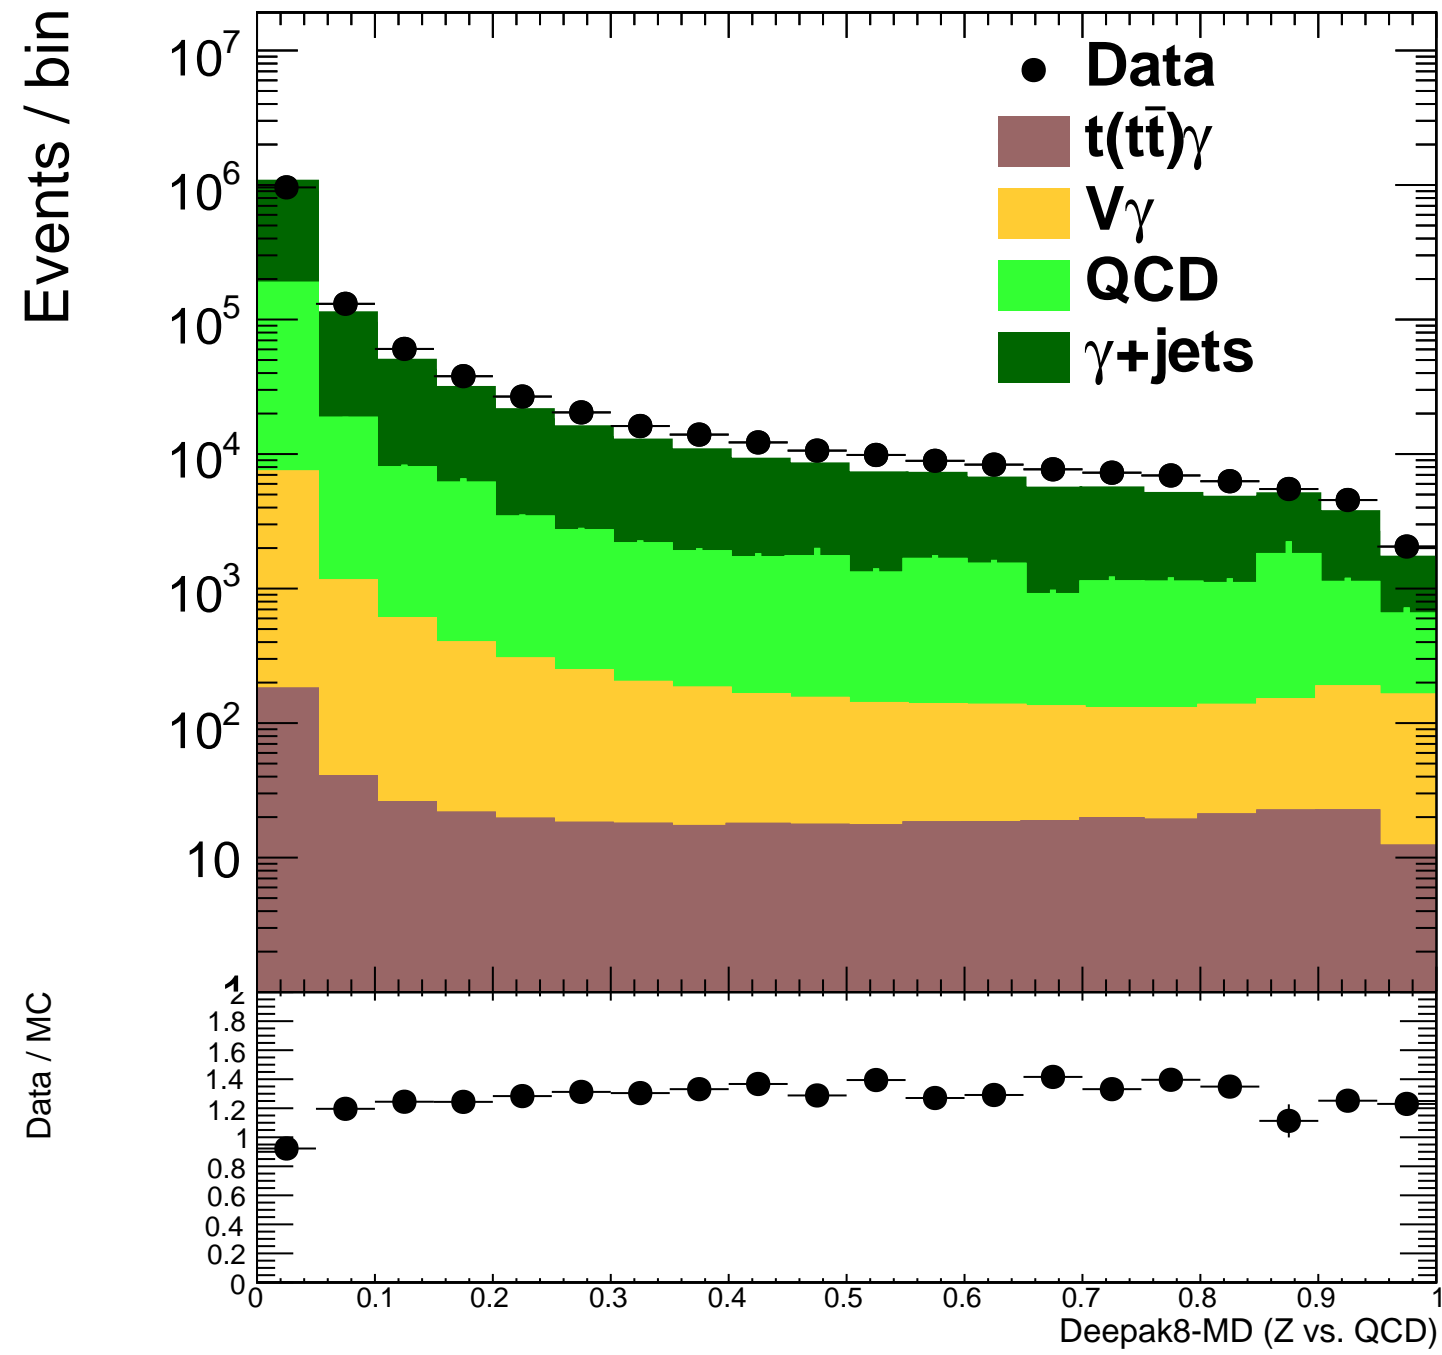 Events / bin
10⁷
10⁶
10⁵
10⁴
10³
10²
10
1
Data
t(tt̄)γ
Vγ
QCD
γ+jets
Data / MC
2
1.8
1.6
1.4
1.2
1
0.8
0.6
0.4
0.2
0
0 0.1 0.2 0.3 0.4 0.5 0.6 0.7 0.8 0.9 1
Deepak8-MD (Z vs. QCD)